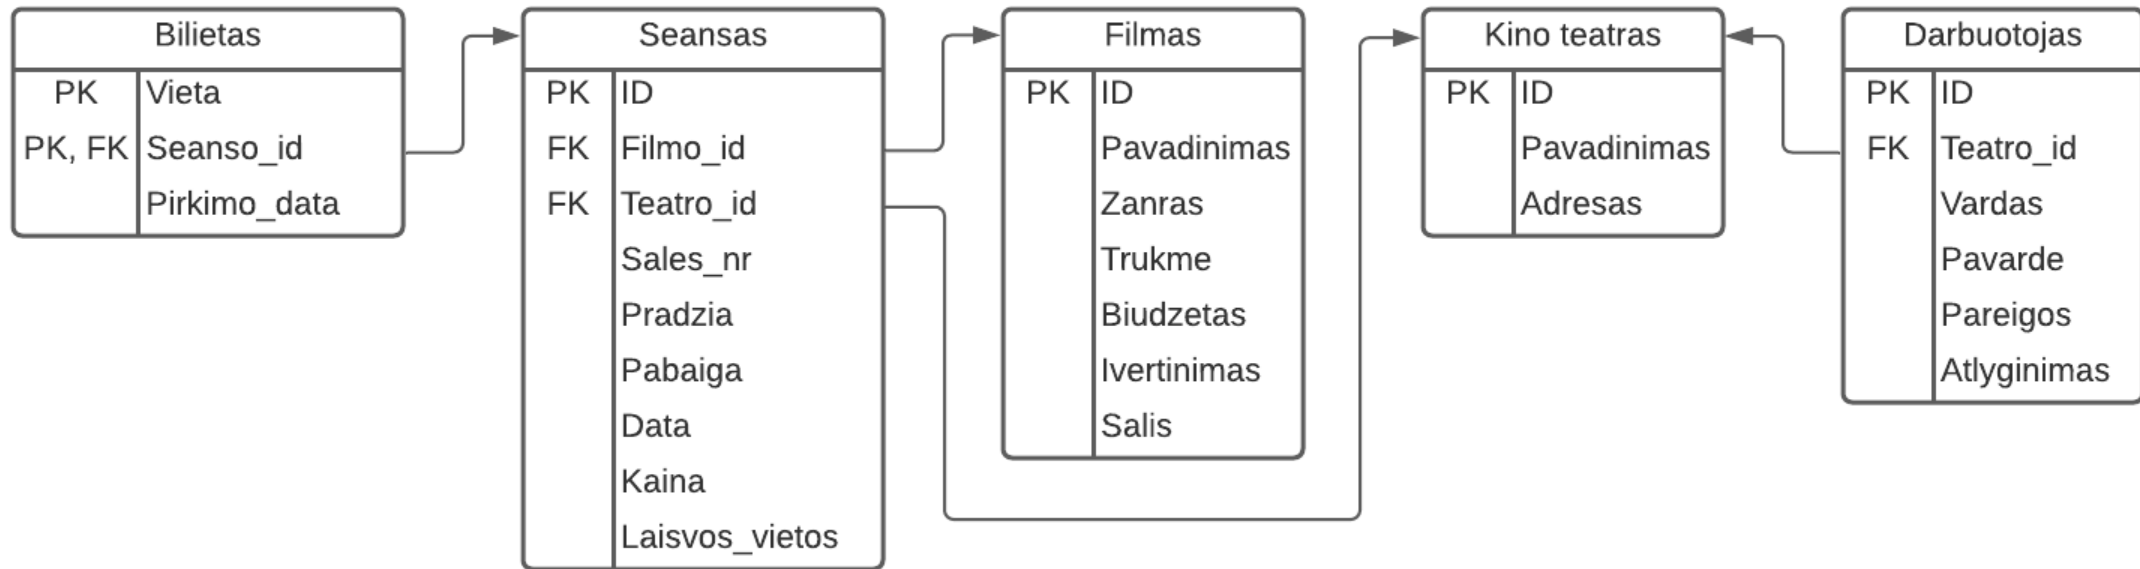 Bilietas
PK Vieta
PK, FK Seanso_id
Pirkimo_data
Seansas
PK ID
FK Filmo_id
FK Teatro_id
Sales_nr
Pradzia
Pabaiga
Data
Kaina
Laisvos_vietos
Filmas
PK ID
Pavadinimas
Zanras
Trukme
Biudzetas
Ivertinimas
Salis
Kino teatras
PK ID
Pavadinimas
Adresas
Darbuotojas
PK ID
FK Teatro_id
Vardas
Pavarde
Pareigos
Atlyginimas